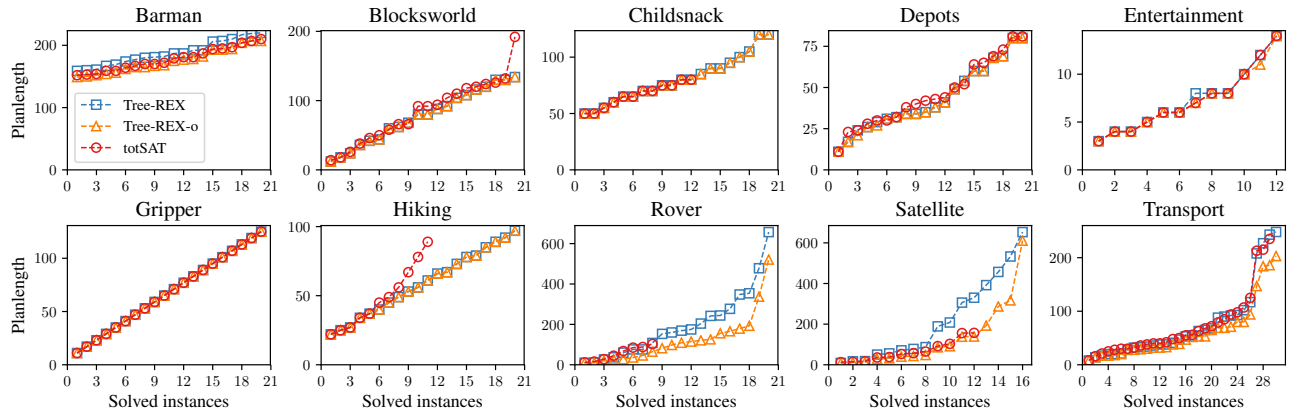 Barman
Blocksworld
Childsnack
Depots
Entertainment
Planlength
200
100
0
Tree-REX
Tree-REX-o
totSAT
0 3 6 9 12 15 18 21
200
100
0
0 3 6 9 12 15 18 21
100
50
0
0 3 6 9 12 15 18 21
75
50
25
0
0 3 6 9 12 15 18 21
10
5
0
0 2 4 6 8 10 12
Gripper
Hiking
Rover
Satellite
Transport
Planlength
100
50
0
0 3 6 9 12 15 18 21
Solved instances
100
50
0
0 3 6 9 12 15 18 21
Solved instances
600
400
200
0
0 3 6 9 12 15 18 21
Solved instances
600
400
200
0
0 2 4 6 8 10 12 14 16
Solved instances
200
100
0
0 4 8 12 16 20 24 28
Solved instances